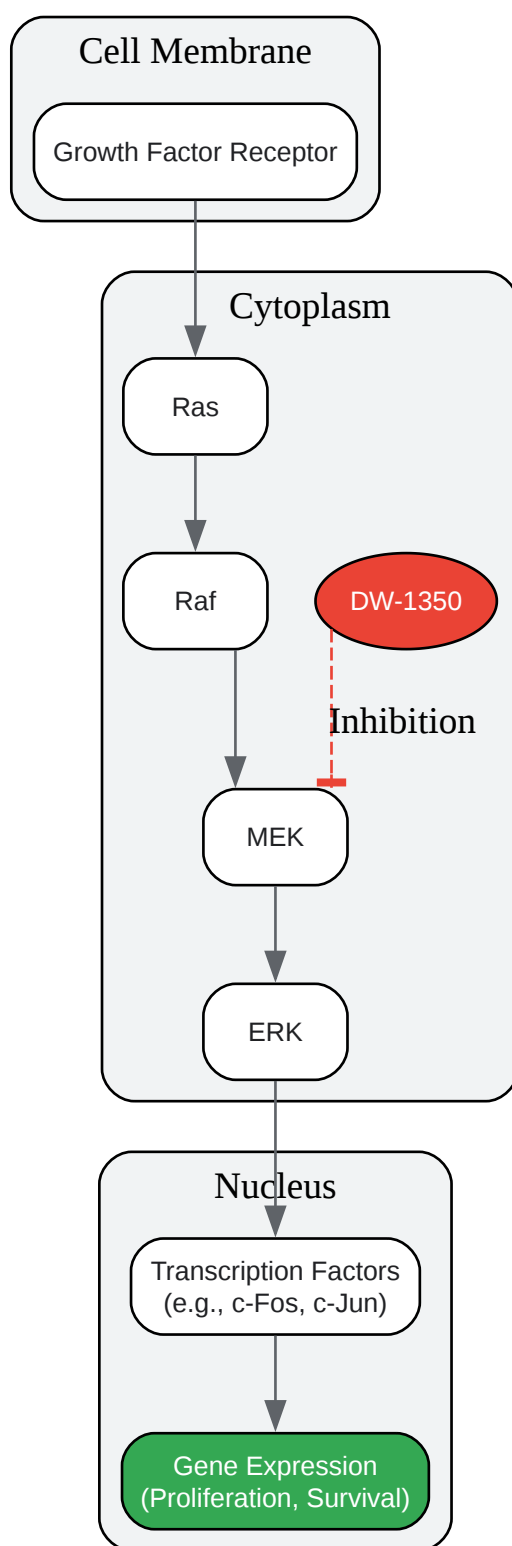 Cell Membrane
Growth Factor Receptor
Cytoplasm
Ras
Raf
DW-1350
Inhibition
MEK
ERK
Nucleus
Transcription Factors
(e.g., c-Fos, c-Jun)
Gene Expression
(Proliferation, Survival)